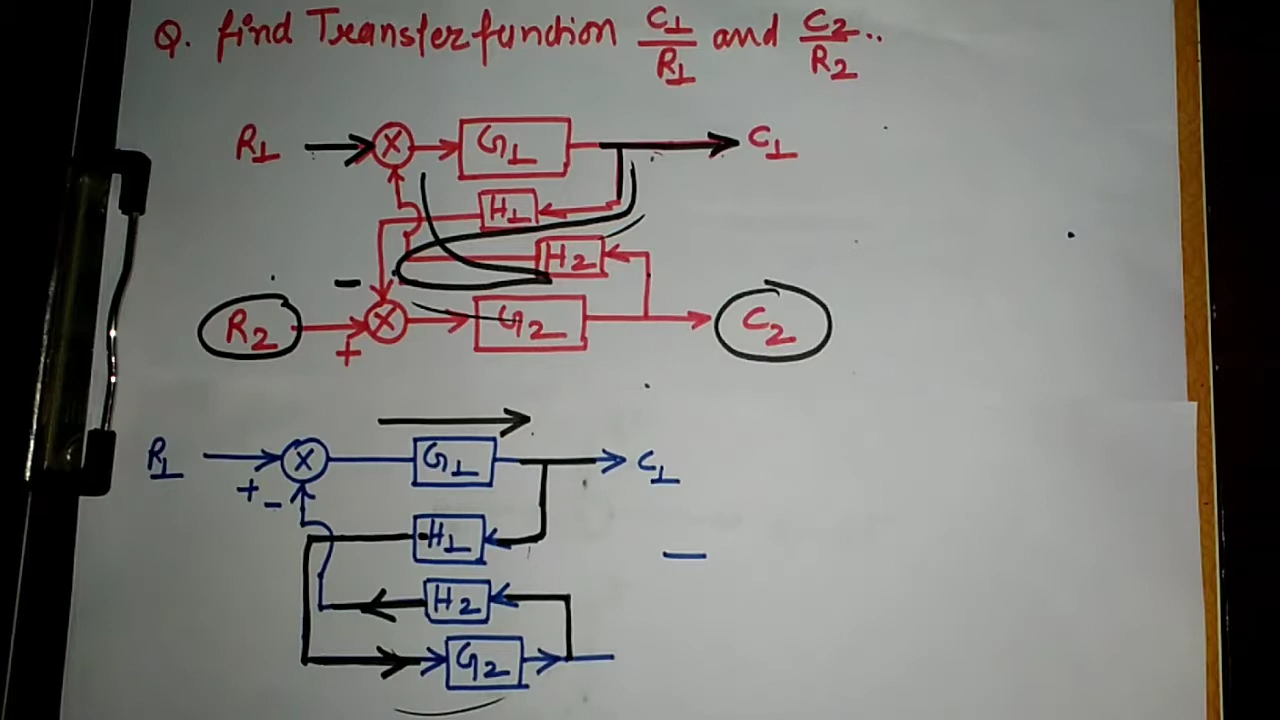 Q. find Transfer function C1/R1 and C2/R2..
R1 X G1 C1
H1
H2
-
R2 X G2 C2
+
R1 X G1 C1
+ -
-H1
H2
G2